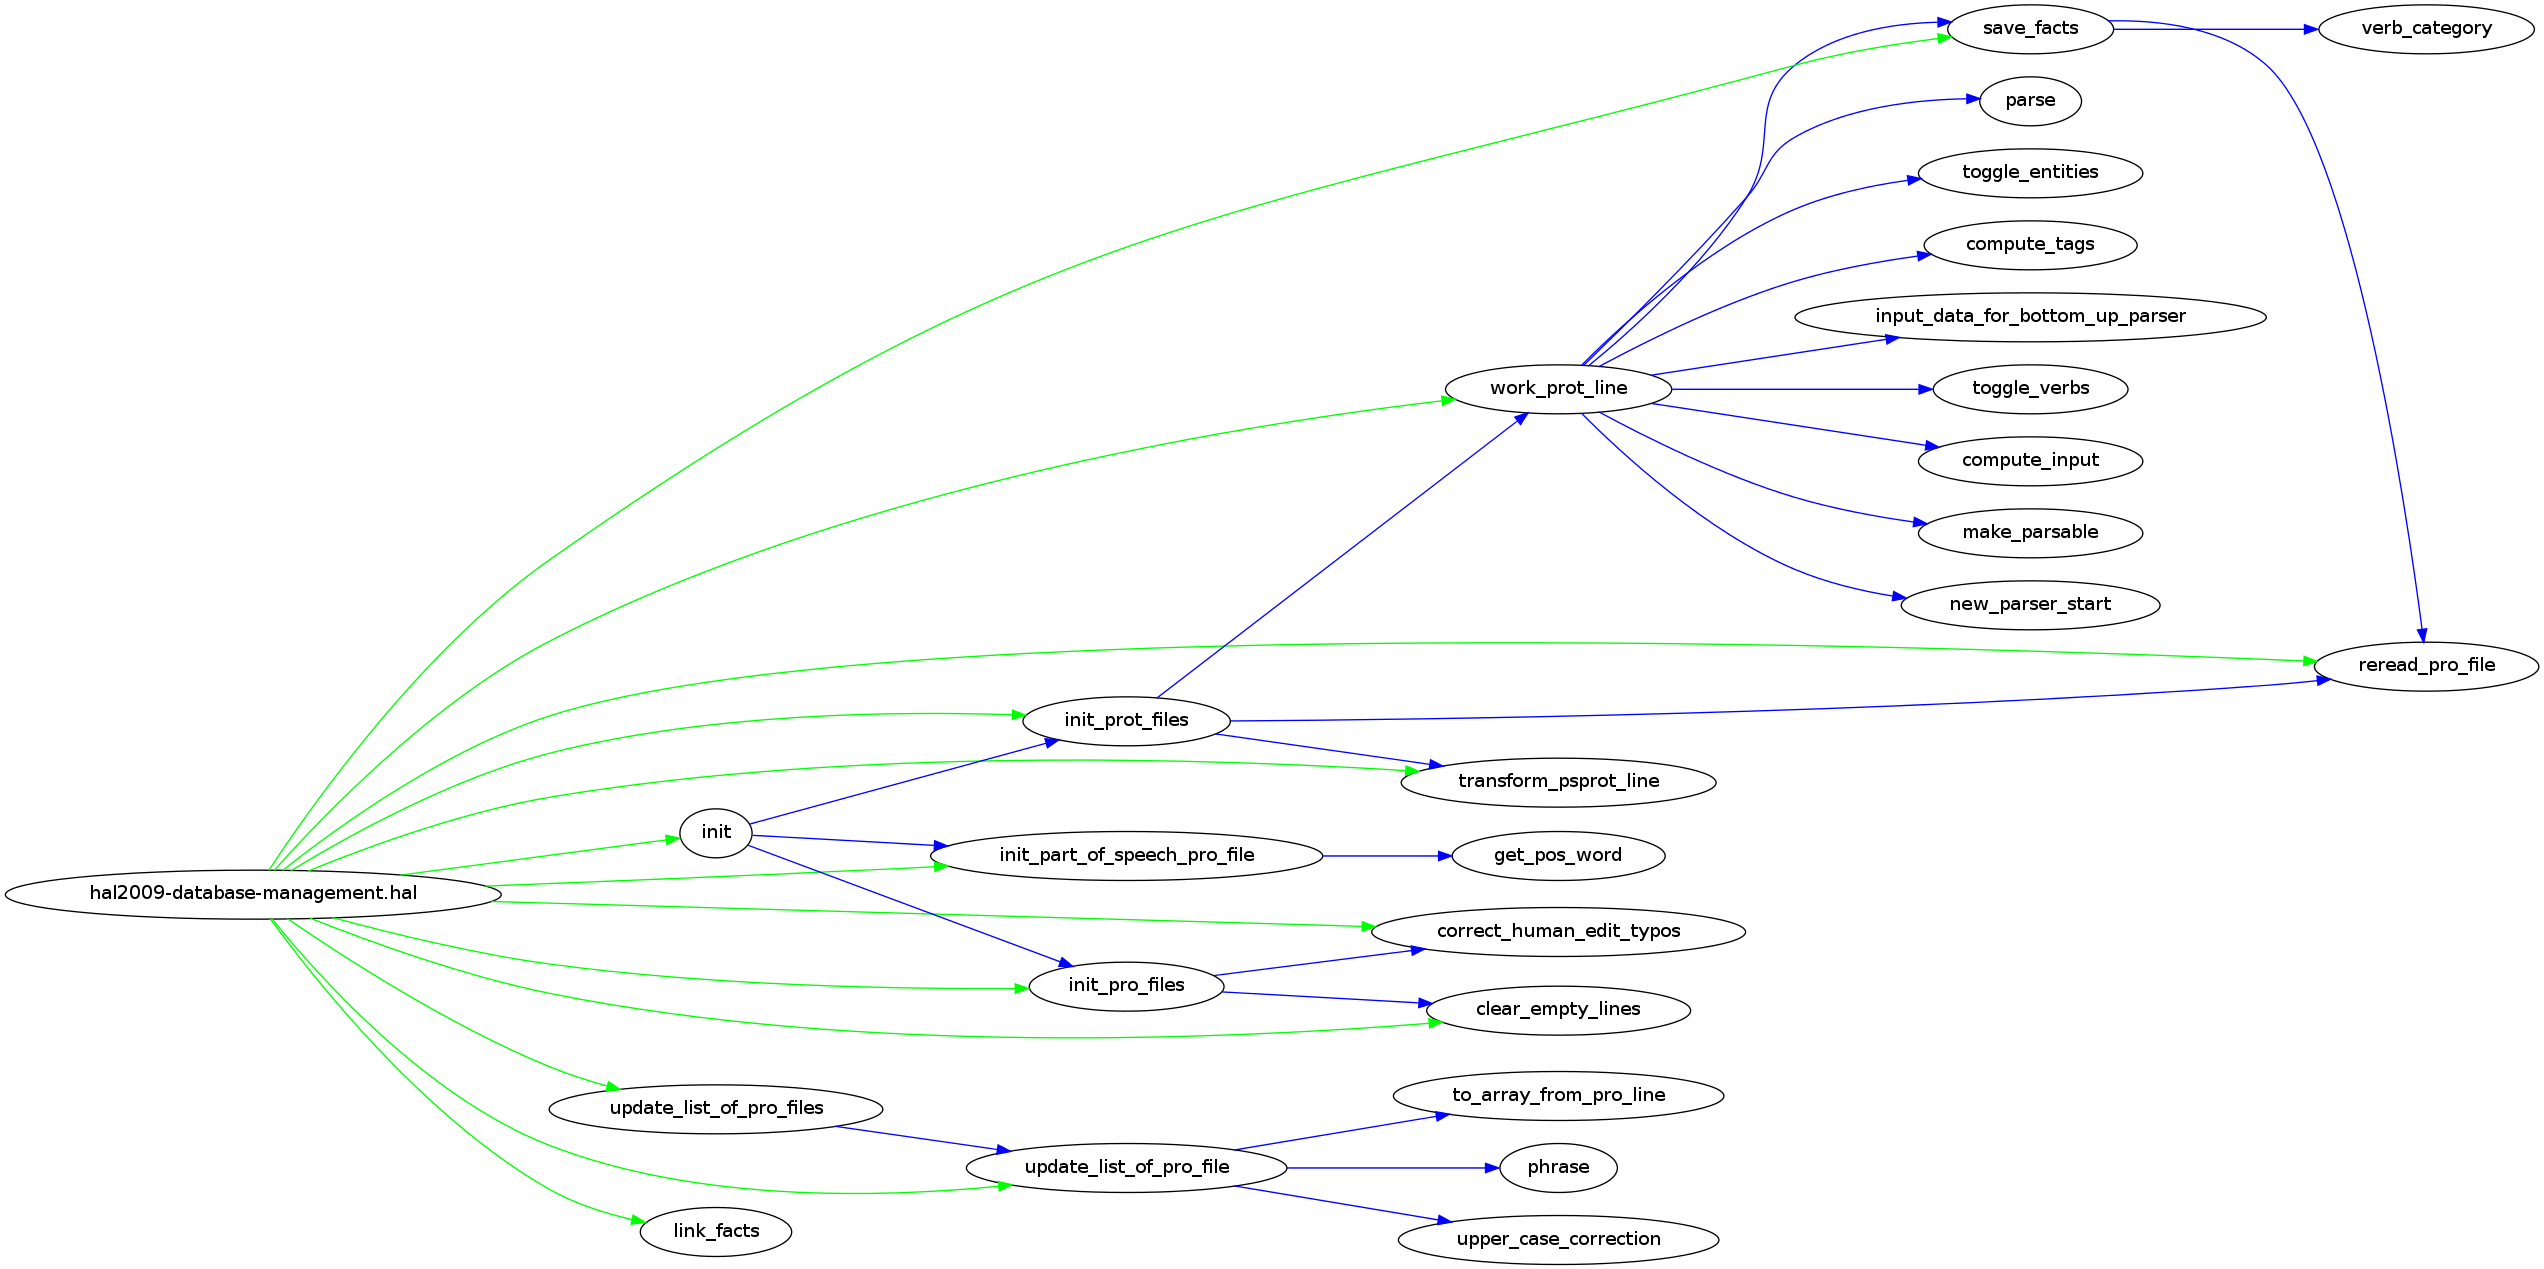 save_facts
verb_category
parse
toggle_entities
compute_tags
input_data_for_bottom_up_parser
work_prot_line
toggle_verbs
compute_input
make_parsable
new_parser_start
reread_pro_file
init_prot_files
transform_psprot_line
init
init_part_of_speech_pro_file
get_pos_word
hal2009-database-management.hal
correct_human_edit_typos
init_pro_files
clear_empty_lines
to_array_from_pro_line
update_list_of_pro_files
update_list_of_pro_file
phrase
link_facts
upper_case_correction